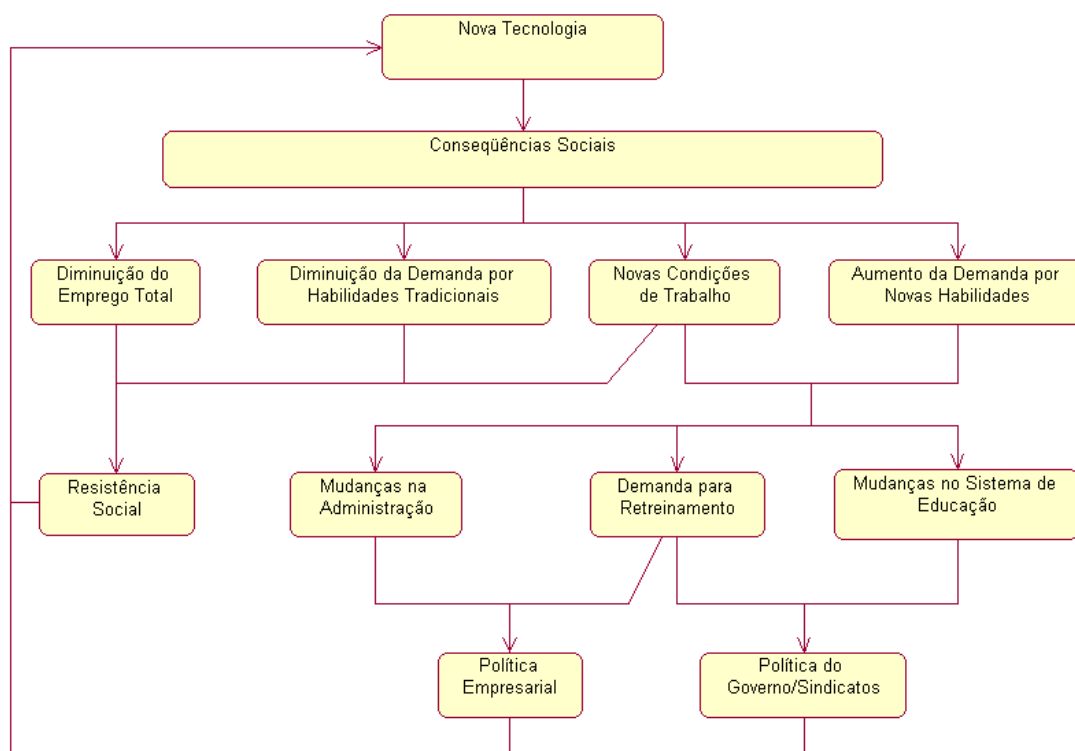 Nova Tecnologia
Conseqüências Sociais
Diminuição do
Emprego Total
Diminuição da Demanda por
Habilidades Tradicionais
Novas Condições
de Trabalho
Aumento da Demanda por
Novas Habilidades
Resistência
Social
Mudanças na
Administração
Demanda para
Retreinamento
Mudanças no Sistema de
Educação
Política
Empresarial
Política do
Governo/Sindicatos